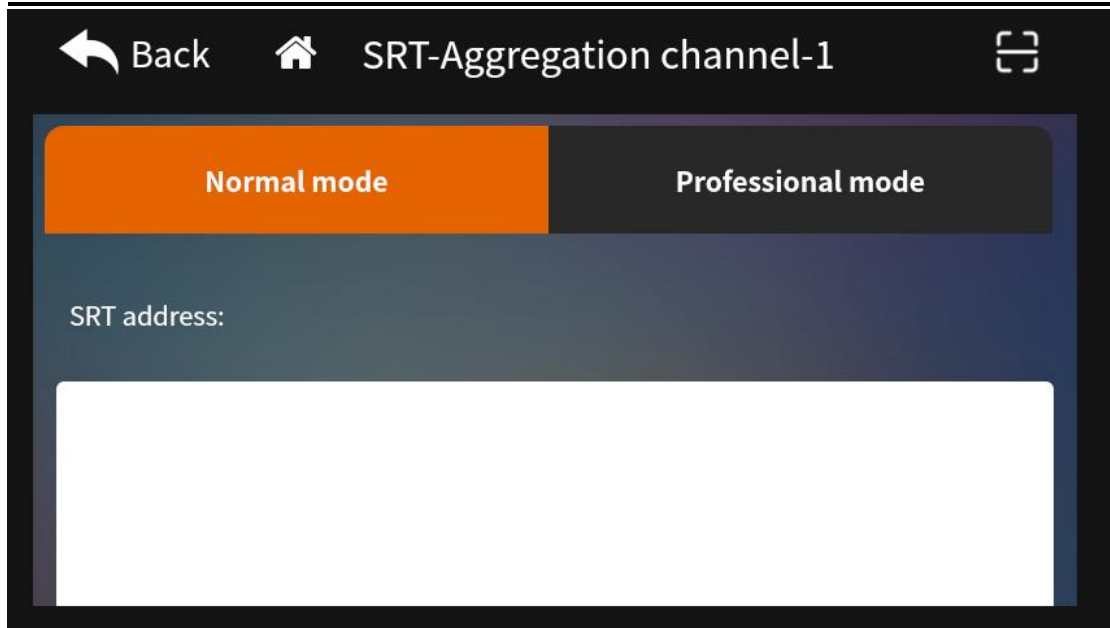 Back SRT-Aggregation channel-1
Normal mode Professional mode
SRT address: